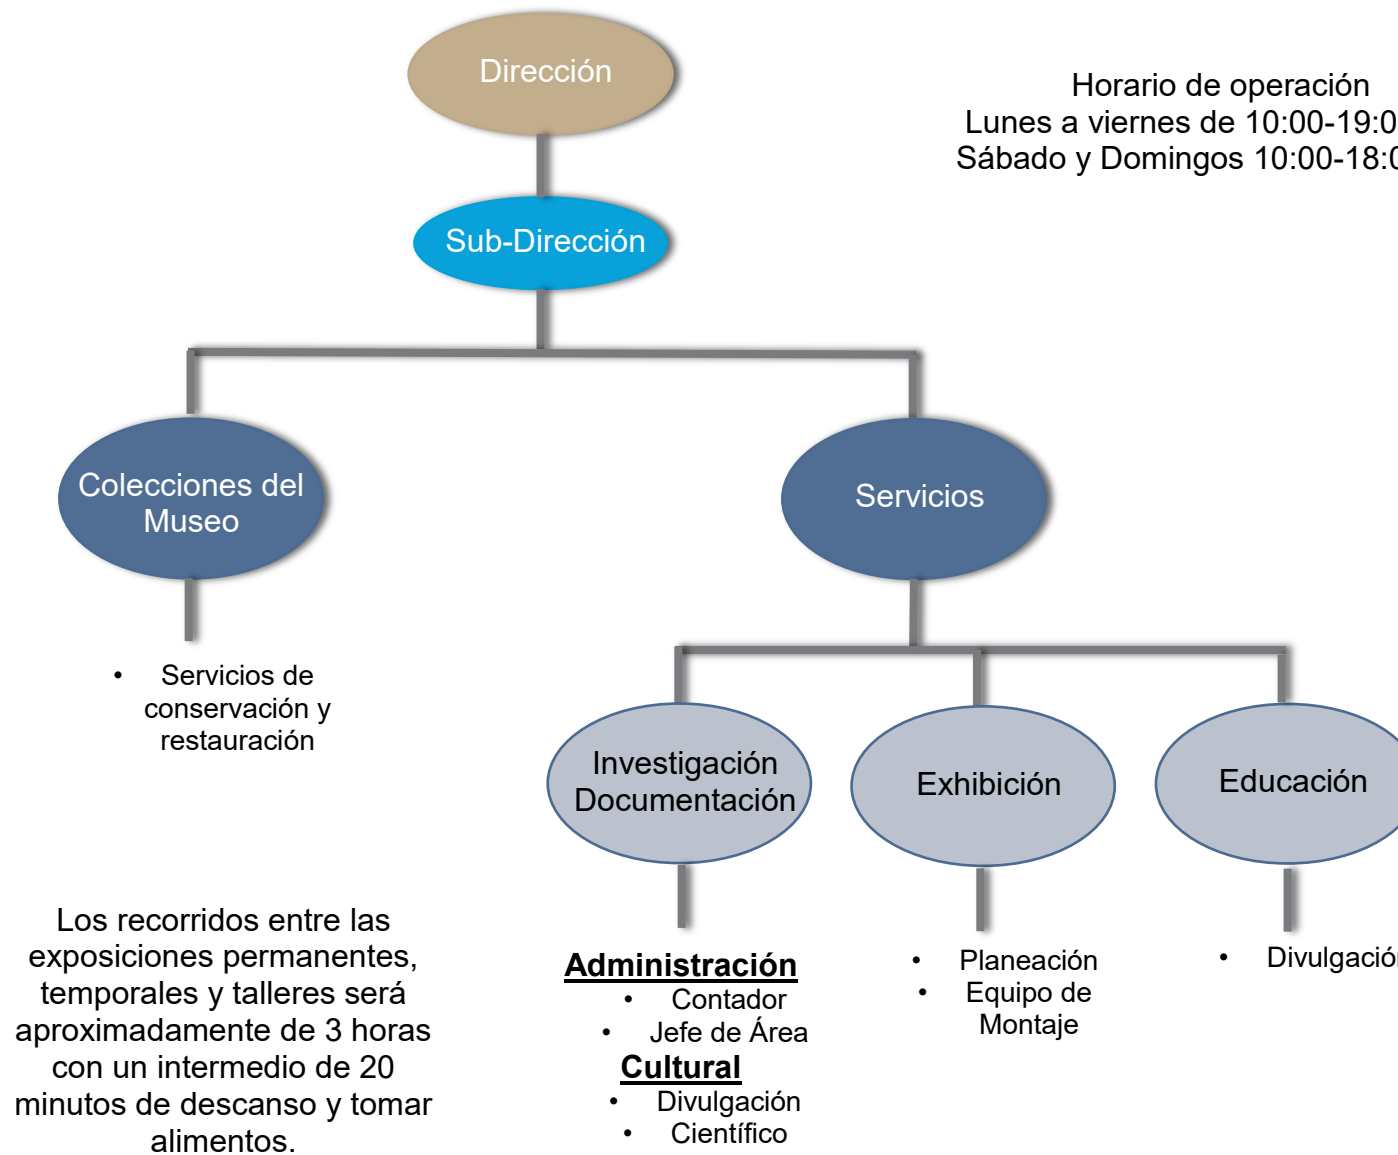 Dirección
Horario de operación
Lunes a viernes de 10:00-19:0
Sábado y Domingos 10:00-18:
Sub-Dirección
Colecciones del
Museo
Servicios
• Servicios de
conservación y
restauración
Investigación
Documentación
Exhibición
Educación
Los recorridos entre las
exposiciones permanentes,
temporales y talleres será
aproximadamente de 3 horas
con un intermedio de 20
minutos de descanso y tomar
alimentos.
Administración
• Contador
• Jefe de Área
Cultural
• Divulgación
• Científico
• Planeación
• Equipo de
Montaje
• Divulgación